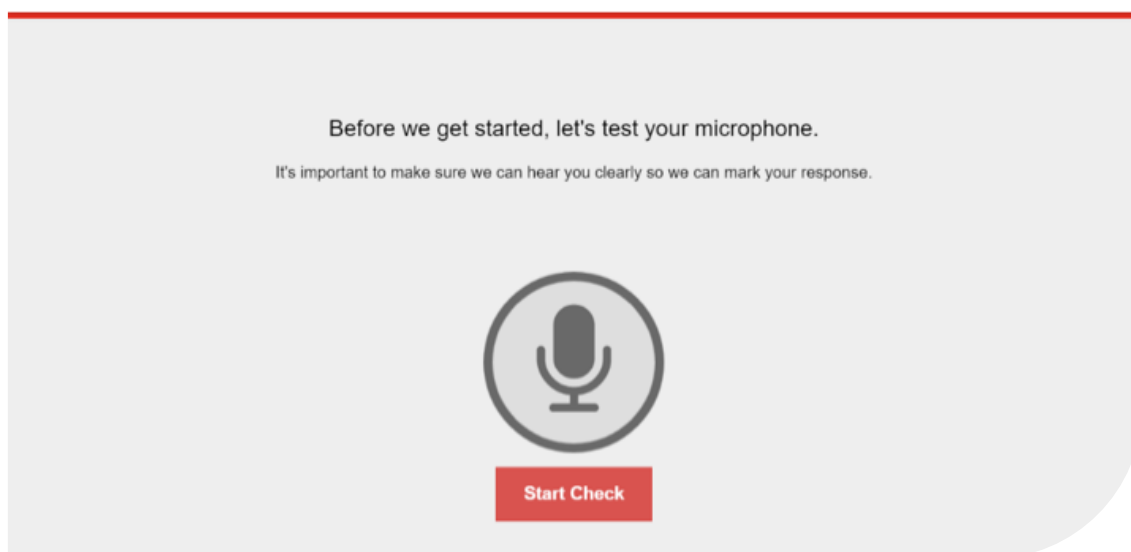 Before we get started, let's test your microphone.
It's important to make sure we can hear you clearly so we can mark your response.
Start Check